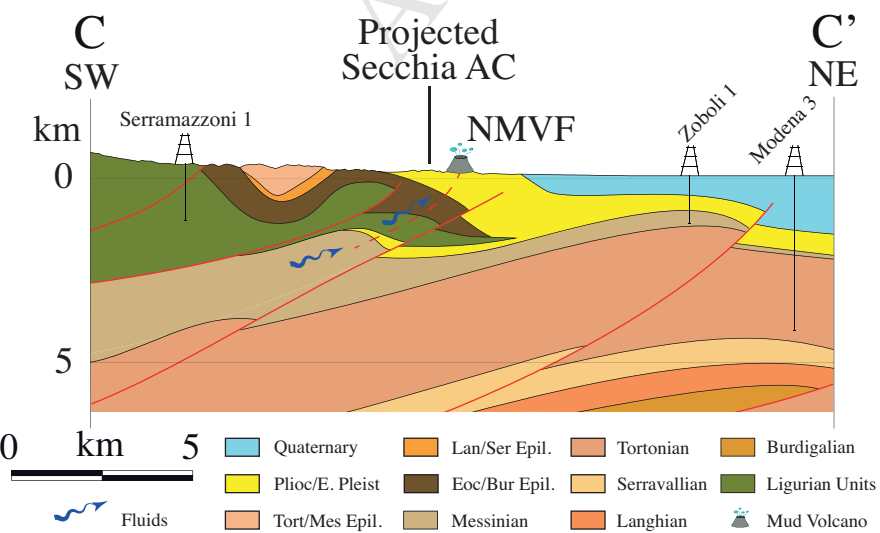 C
SW
Projected
Secchia AC
C'
NE
km
Serramazzoni 1
NMVF
Zoboli 1
Modena 3
0
5
0 km 5
Fluids
Quaternary
Plioc/E. Pleist
Tort/Mes Epil.
Lan/Ser Epil.
Eoc/Bur Epil.
Messinian
Tortonian
Serravallian
Langhian
Burdigalian
Ligurian Units
Mud Volcano